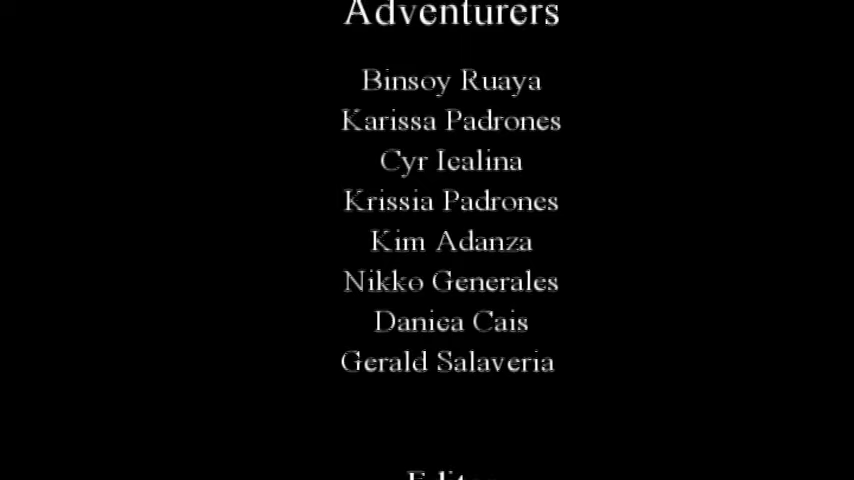 Adventurers
Binsoy Ruaya
Karissa Padrones
Cyr Icalina
Krissia Padrones
Kim Adanza
Nikko Generales
Danica Cais
Gerald Salaveria